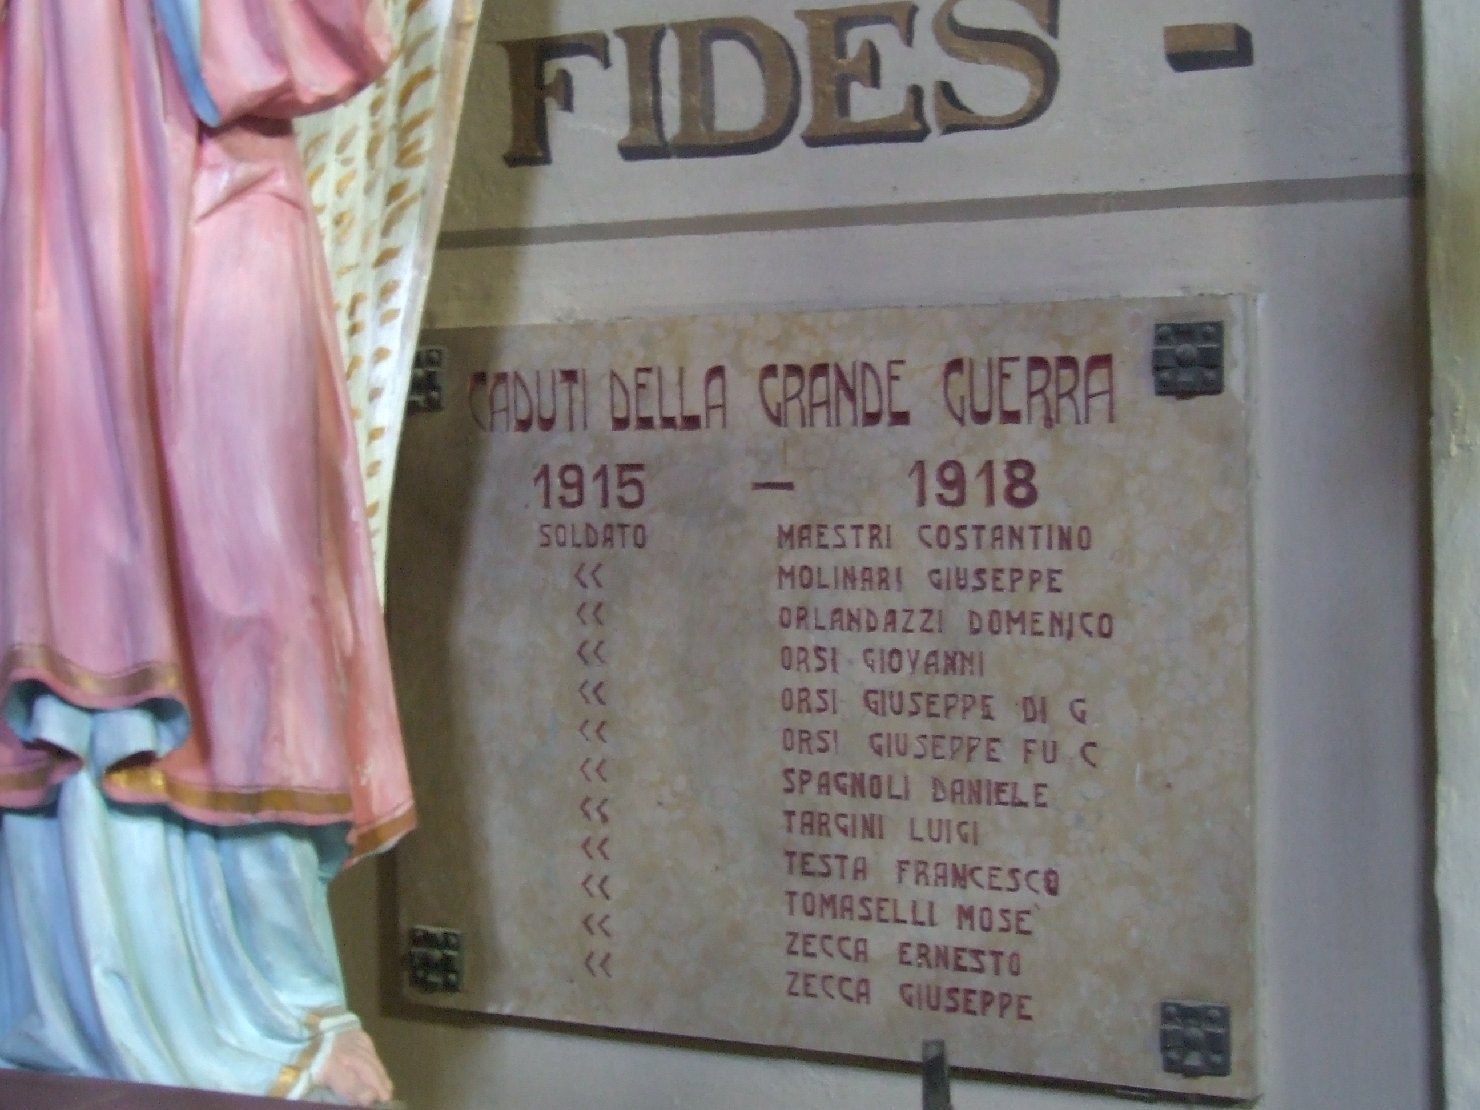 FIDES -
CADUTI DELLA GRANDE GUERRA
1915 - 1918
SOLDATO MAESTRI COSTANTINO
<< MOLINARI GIUSEPPE
<< ORLANDAZZI DOMENICO
<< ORSI GIOVANNI
<< ORSI GIUSEPPE DI G
<< ORSI GIUSEPPE FU C
<< SPAGNOLI DANIELE
<< TARGINI LUIGI
<< TESTA FRANCESCO
<< TOMASELLI MOSE`
<< ZECCA ERNESTO
<< ZECCA GIUSEPPE